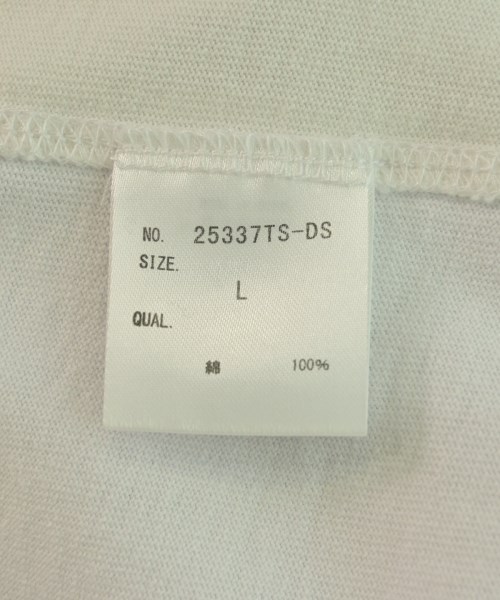 NO. 25337TS-DS
SIZE.
L
QUAL.
綿 100%